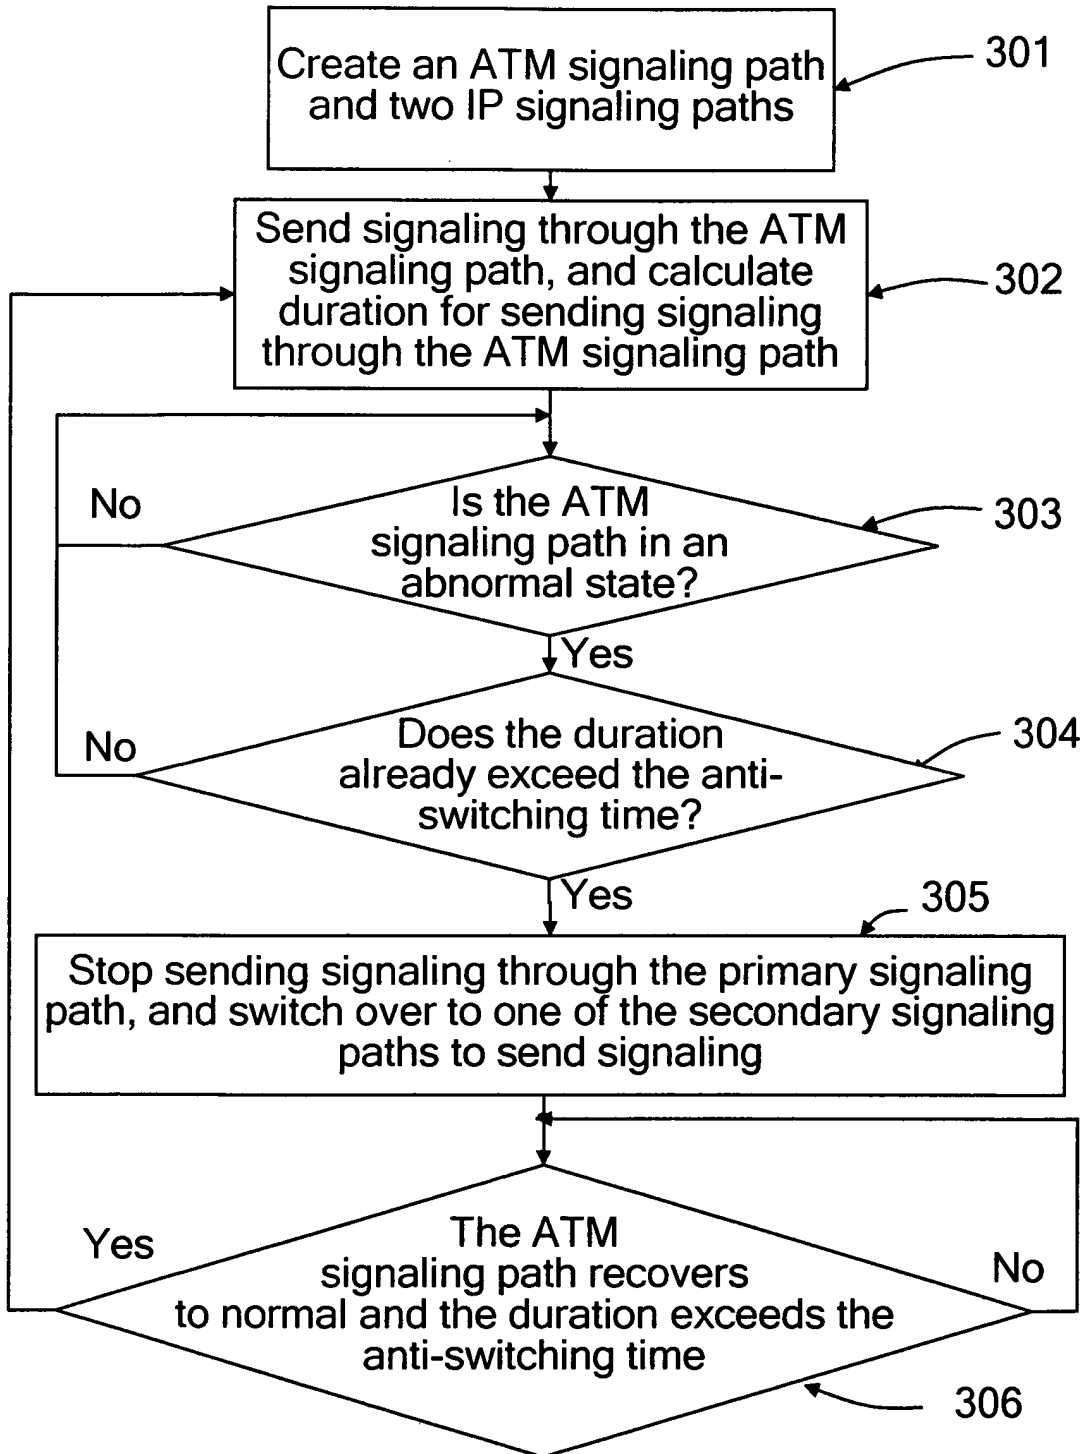 Create an ATM signaling path
and two IP signaling paths
301
Send signaling through the ATM
signaling path, and calculate
duration for sending signaling
through the ATM signaling path
302
No
Is the ATM
signaling path in an
abnormal state?
303
Yes
No
Does the duration
already exceed the anti-
switching time?
304
Yes
305
Stop sending signaling through the primary signaling
path, and switch over to one of the secondary signaling
paths to send signaling
Yes
The ATM
signaling path recovers
to normal and the duration exceeds the
anti-switching time
No
306